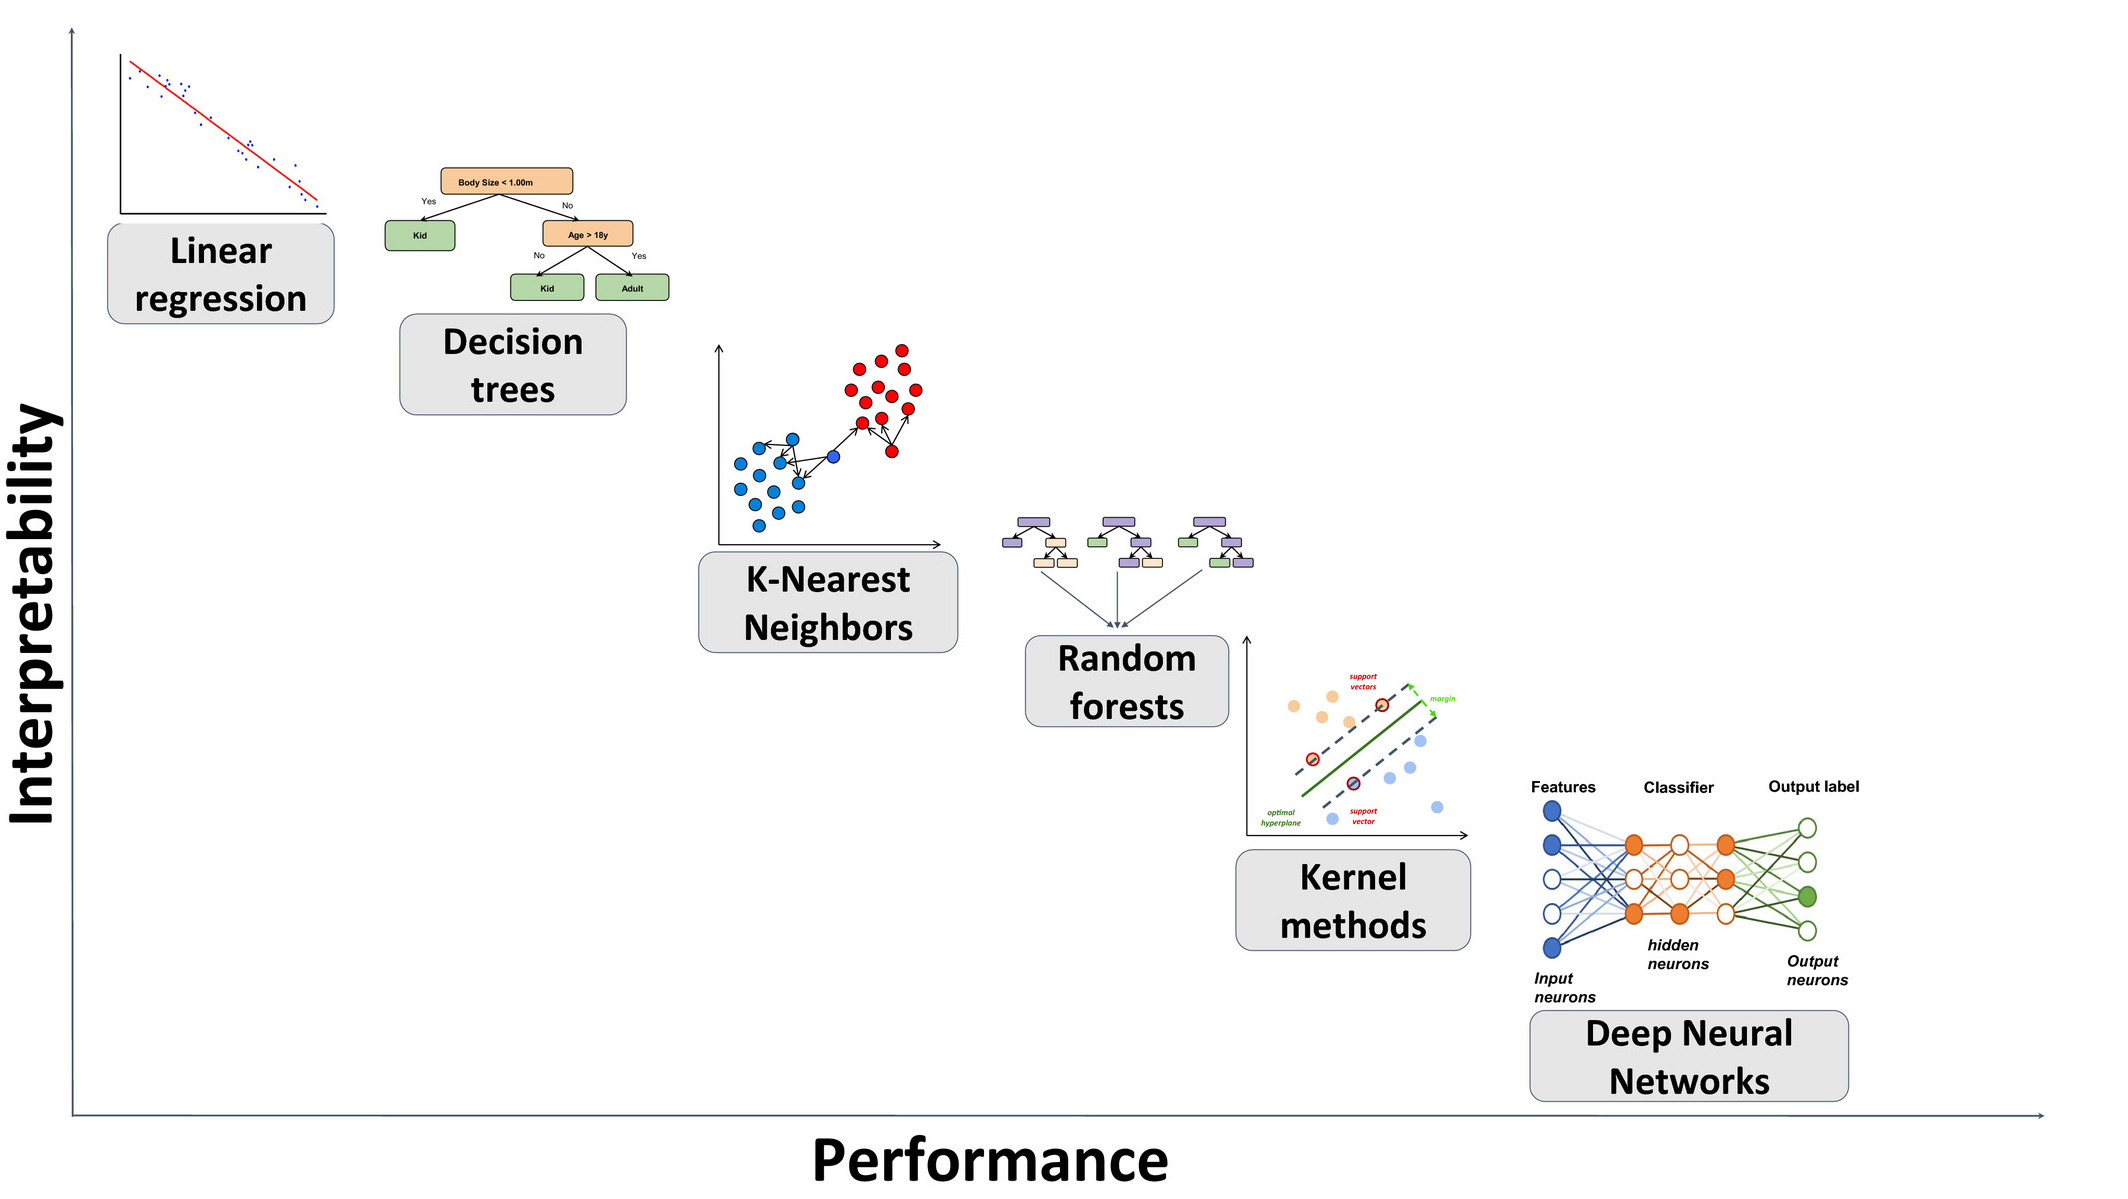 Interpretability
Linear
regression
Body Size < 1.00m
Yes
No
Kid
Age > 18y
No
Yes
Kid
Adult
Decision
trees
K-Nearest
Neighbors
Random
forests
support
vectors
margin
optimal
hyperplane
support
vector
Kernel
methods
Features
Classifier
Output label
hidden
neurons
Input
neurons
Output
neurons
Deep Neural
Networks
Performance